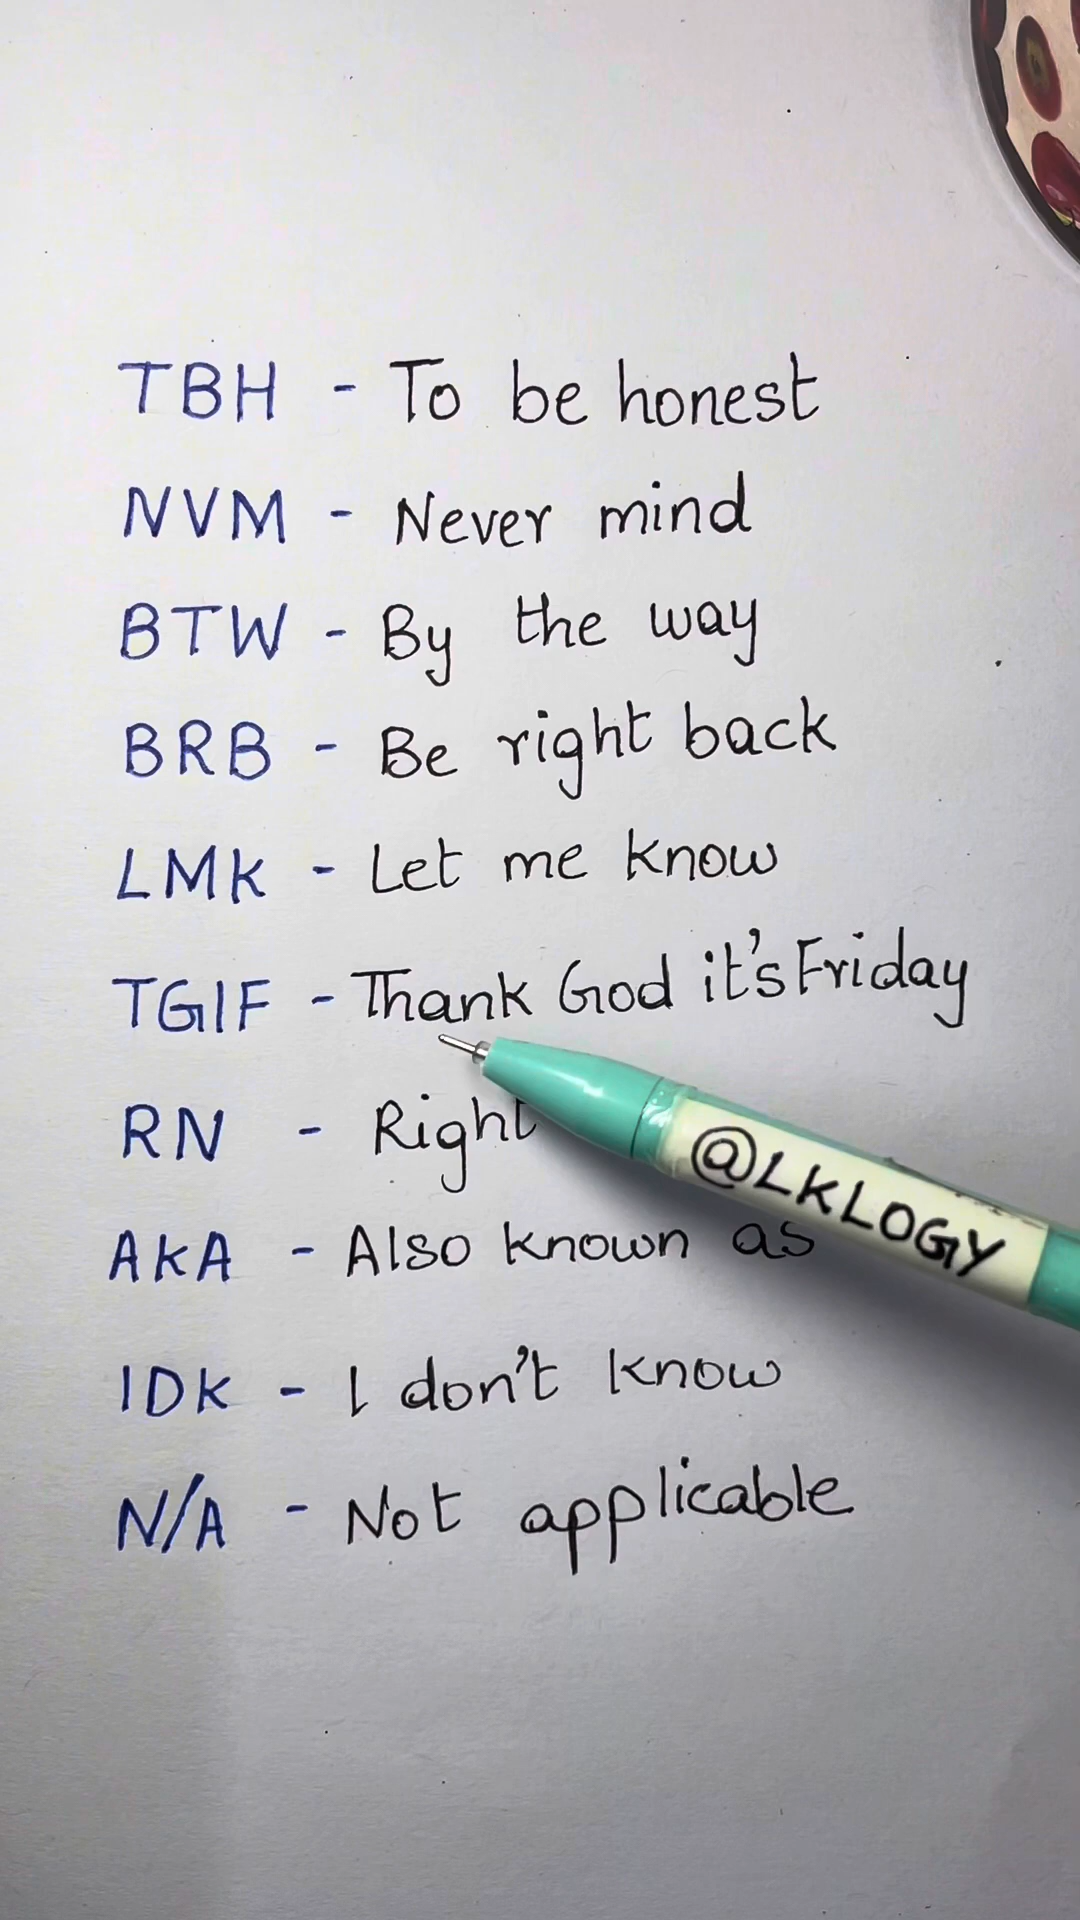 TBH - To be honest
NVM - Never mind
BTW - By the way
BRB - Be right back
LMK - Let me know
TGIF - Thank God it's Friday
RN - Right
AKA - Also known as
IDK - I don't know
N/A - Not applicable
@LKLOGY